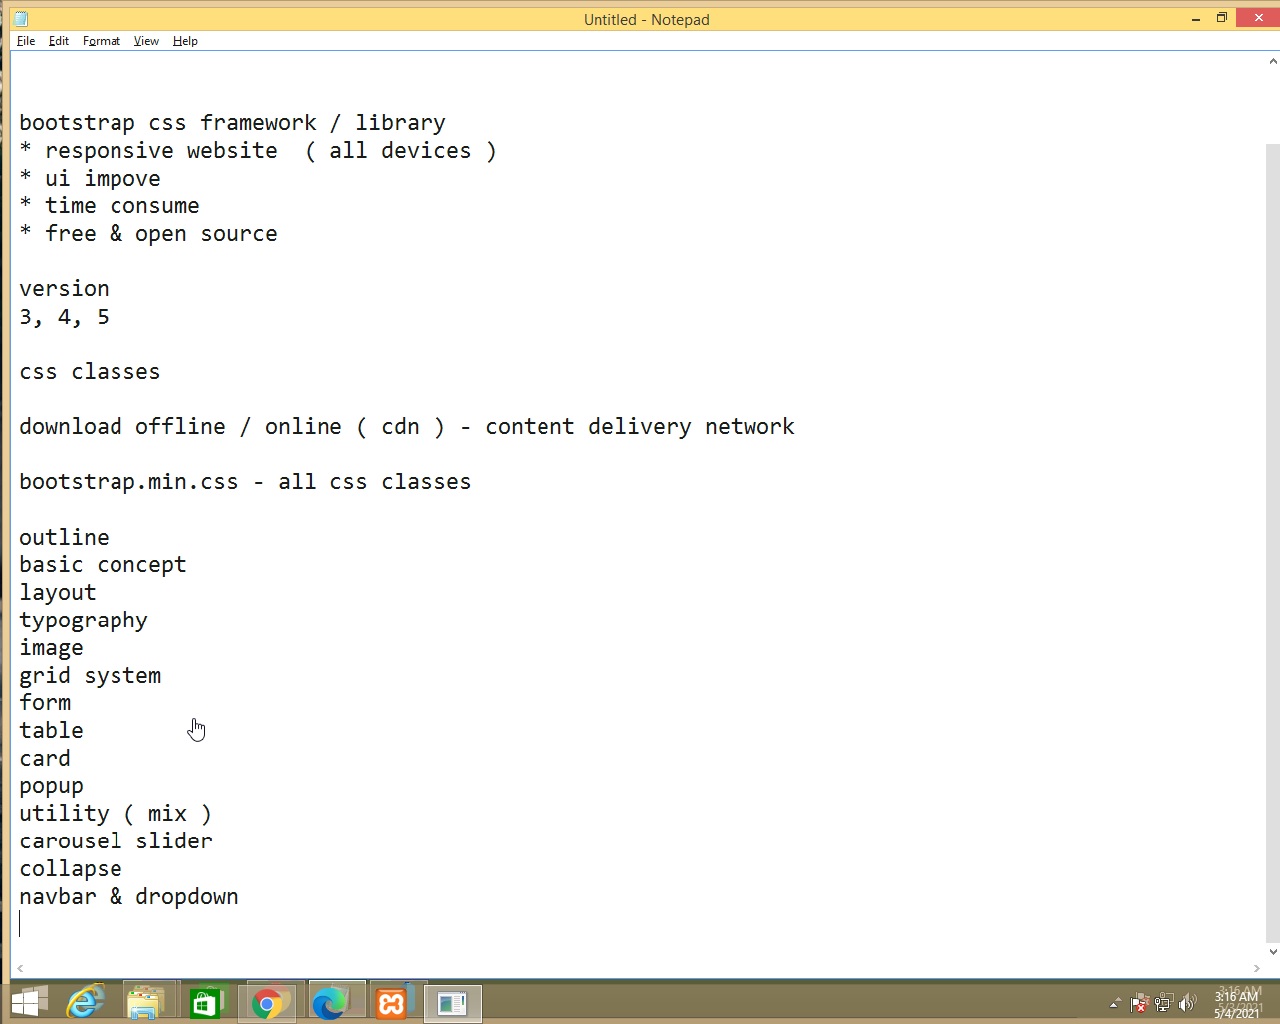 Untitled - Notepad
File Edit Format View Help
bootstrap css framework / library
* responsive website  ( all devices )
* ui impove
* time consume
* free & open source
version
3, 4, 5
css classes
download offline / online ( cdn ) - content delivery network
bootstrap.min.css - all css classes
outline
basic concept
layout
typography
image
grid system
form
table
card
popup
utility ( mix )
carousel slider
collapse
navbar & dropdown
3:16 AM
5/4/2021